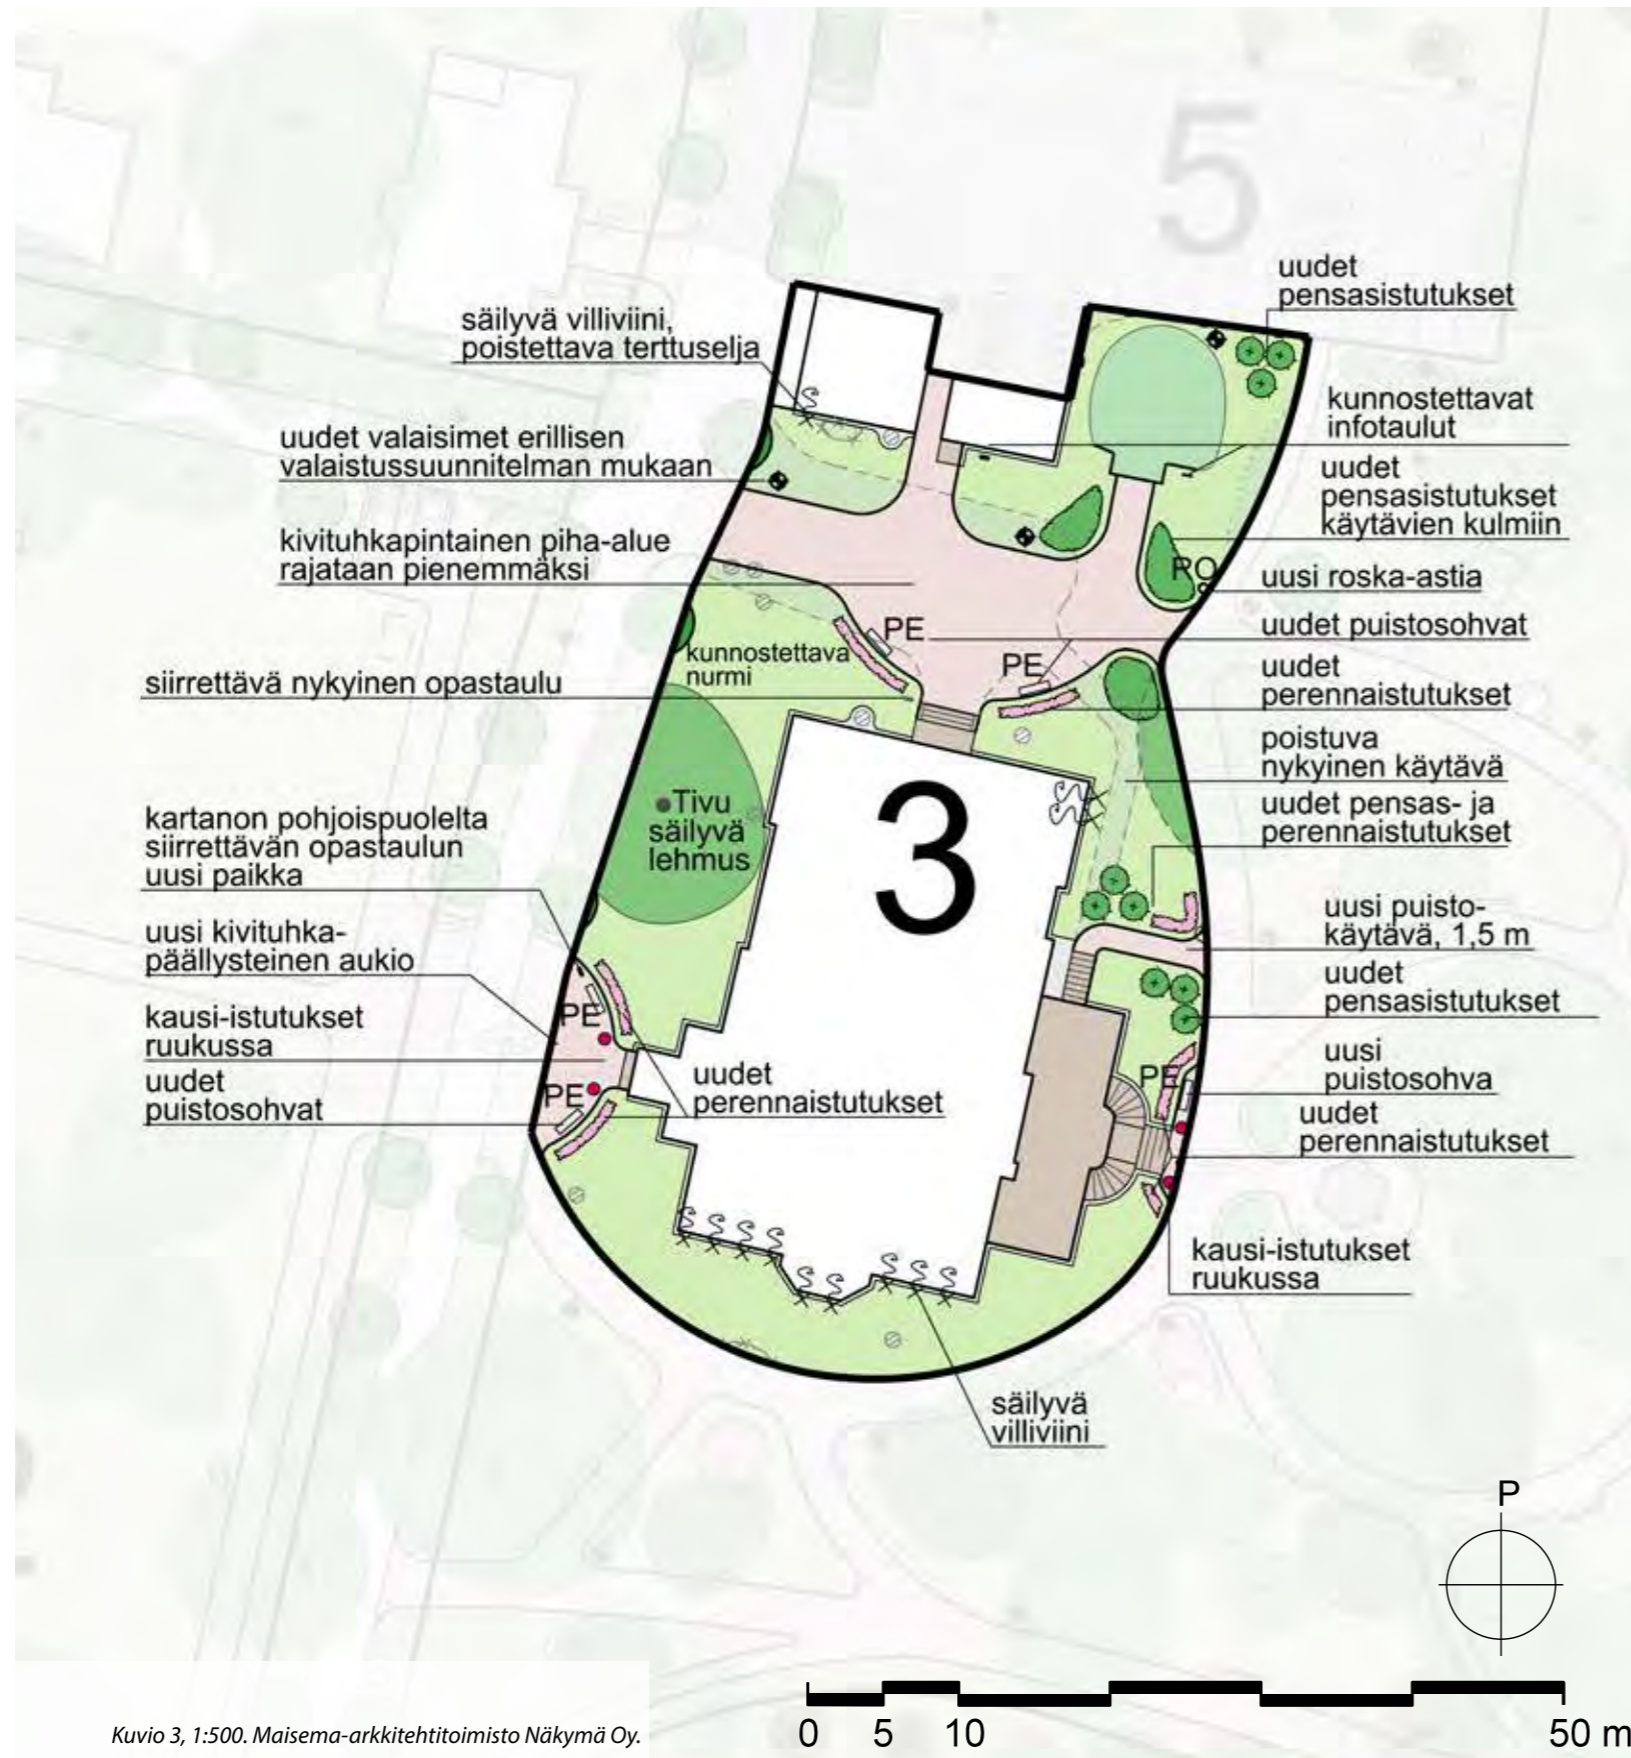 5
uudet
pensasistutukset
säilyvä villiviini,
poistettava terttuselja
kunnostettavat
infotaulut
uudet valaisimet erillisen
valaistussuunnitelman mukaan
uudet
pensasistutukset
käytävien kulmiin
kivituhkapintainen piha-alue
rajataan pienemmäksi
RO
uusi roska-astia
PE
uudet puistosohvat
kunnostettava
nurmi
PE
siirrettävä nykyinen opastaulu
uudet
perennaistutukset
poistuva
nykyinen käytävä
3
Tivu
säilyvä
lehmus
uudet pensas- ja
perennaistutukset
kartanon pohjoispuolelta
siirrettävän opastaulun
uusi paikka
uusi puisto-
käytävä, 1,5 m
uusi kivituhka-
päällysteinen aukio
uudet
pensasistutukset
kausi-istutukset
ruukussa
PE
uusi
puistosohva
PE
uudet
puistosohvat
PE
uudet
perennaistutukset
uudet
perennaistutukset
kausi-istutukset
ruukussa
säilyvä
villiviini
P
0 5 10 50 m
Kuvio 3, 1:500. Maisema-arkkitehtitoimisto Näkymä Oy.